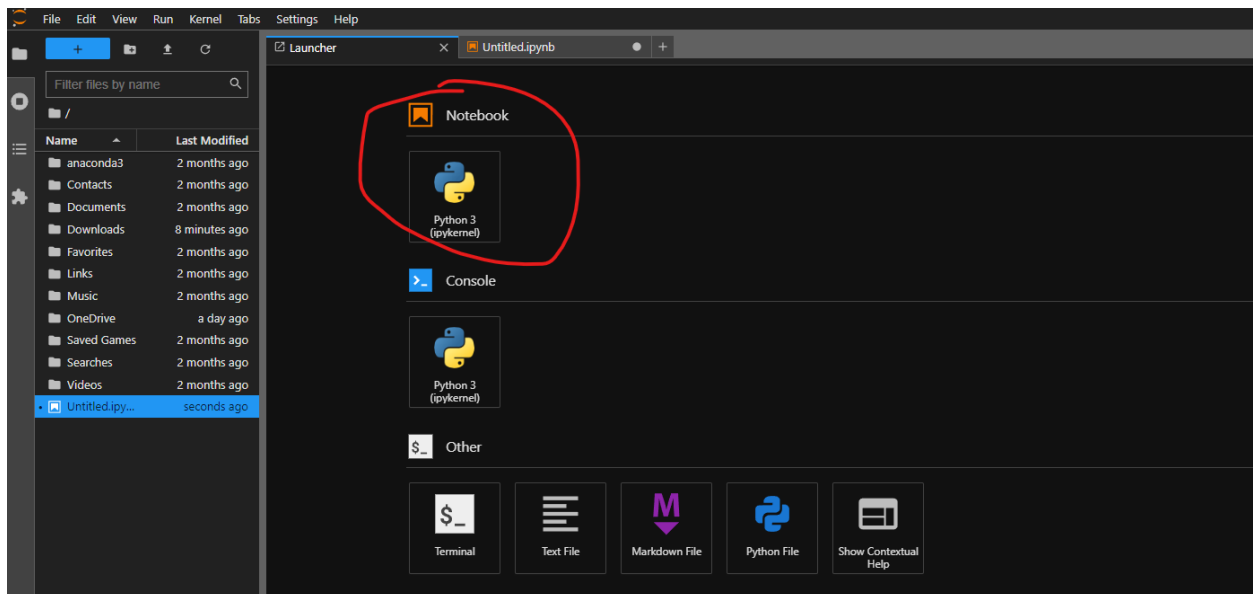 File Edit View Run Kernel Tabs Settings Help
+
Launcher
Untitled.ipynb
+
Filter files by name
/
Name Last Modified
anaconda3 2 months ago
Contacts 2 months ago
Documents 2 months ago
Downloads 8 minutes ago
Favorites 2 months ago
Links 2 months ago
Music 2 months ago
OneDrive a day ago
Saved Games 2 months ago
Searches 2 months ago
Videos 2 months ago
Untitled.ipy... seconds ago
Notebook
Python 3
(ipykernel)
Console
Python 3
(ipykernel)
$_ Other
$_
Terminal
Text File
M
Markdown File
Python File
Show Contextual
Help